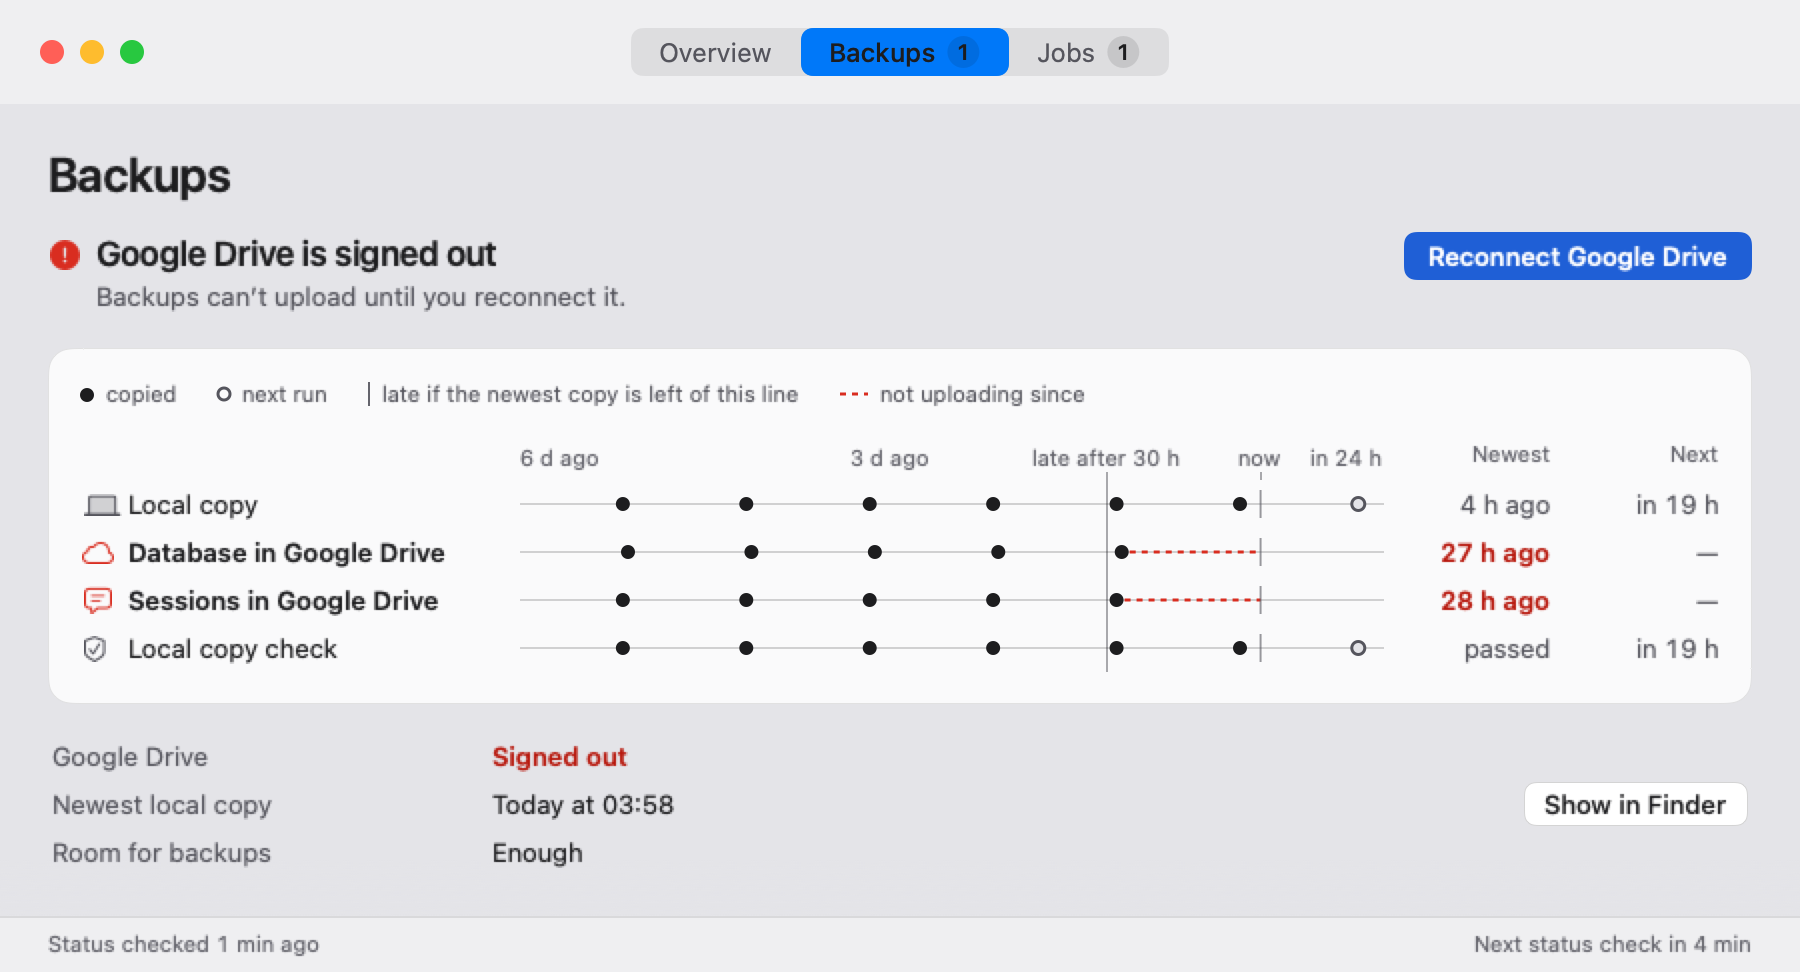 Overview
Backups 1
Jobs 1
Backups
Google Drive is signed out
Reconnect Google Drive
Backups can't upload until you reconnect it.
copied
next run
late if the newest copy is left of this line
not uploading since
6 d ago
3 d ago
late after 30 h
now
in 24 h
Newest
Next
Local copy
4 h ago
in 19 h
Database in Google Drive
27 h ago
—
Sessions in Google Drive
28 h ago
—
Local copy check
passed
in 19 h
Google Drive
Signed out
Newest local copy
Today at 03:58
Show in Finder
Room for backups
Enough
Status checked 1 min ago
Next status check in 4 min